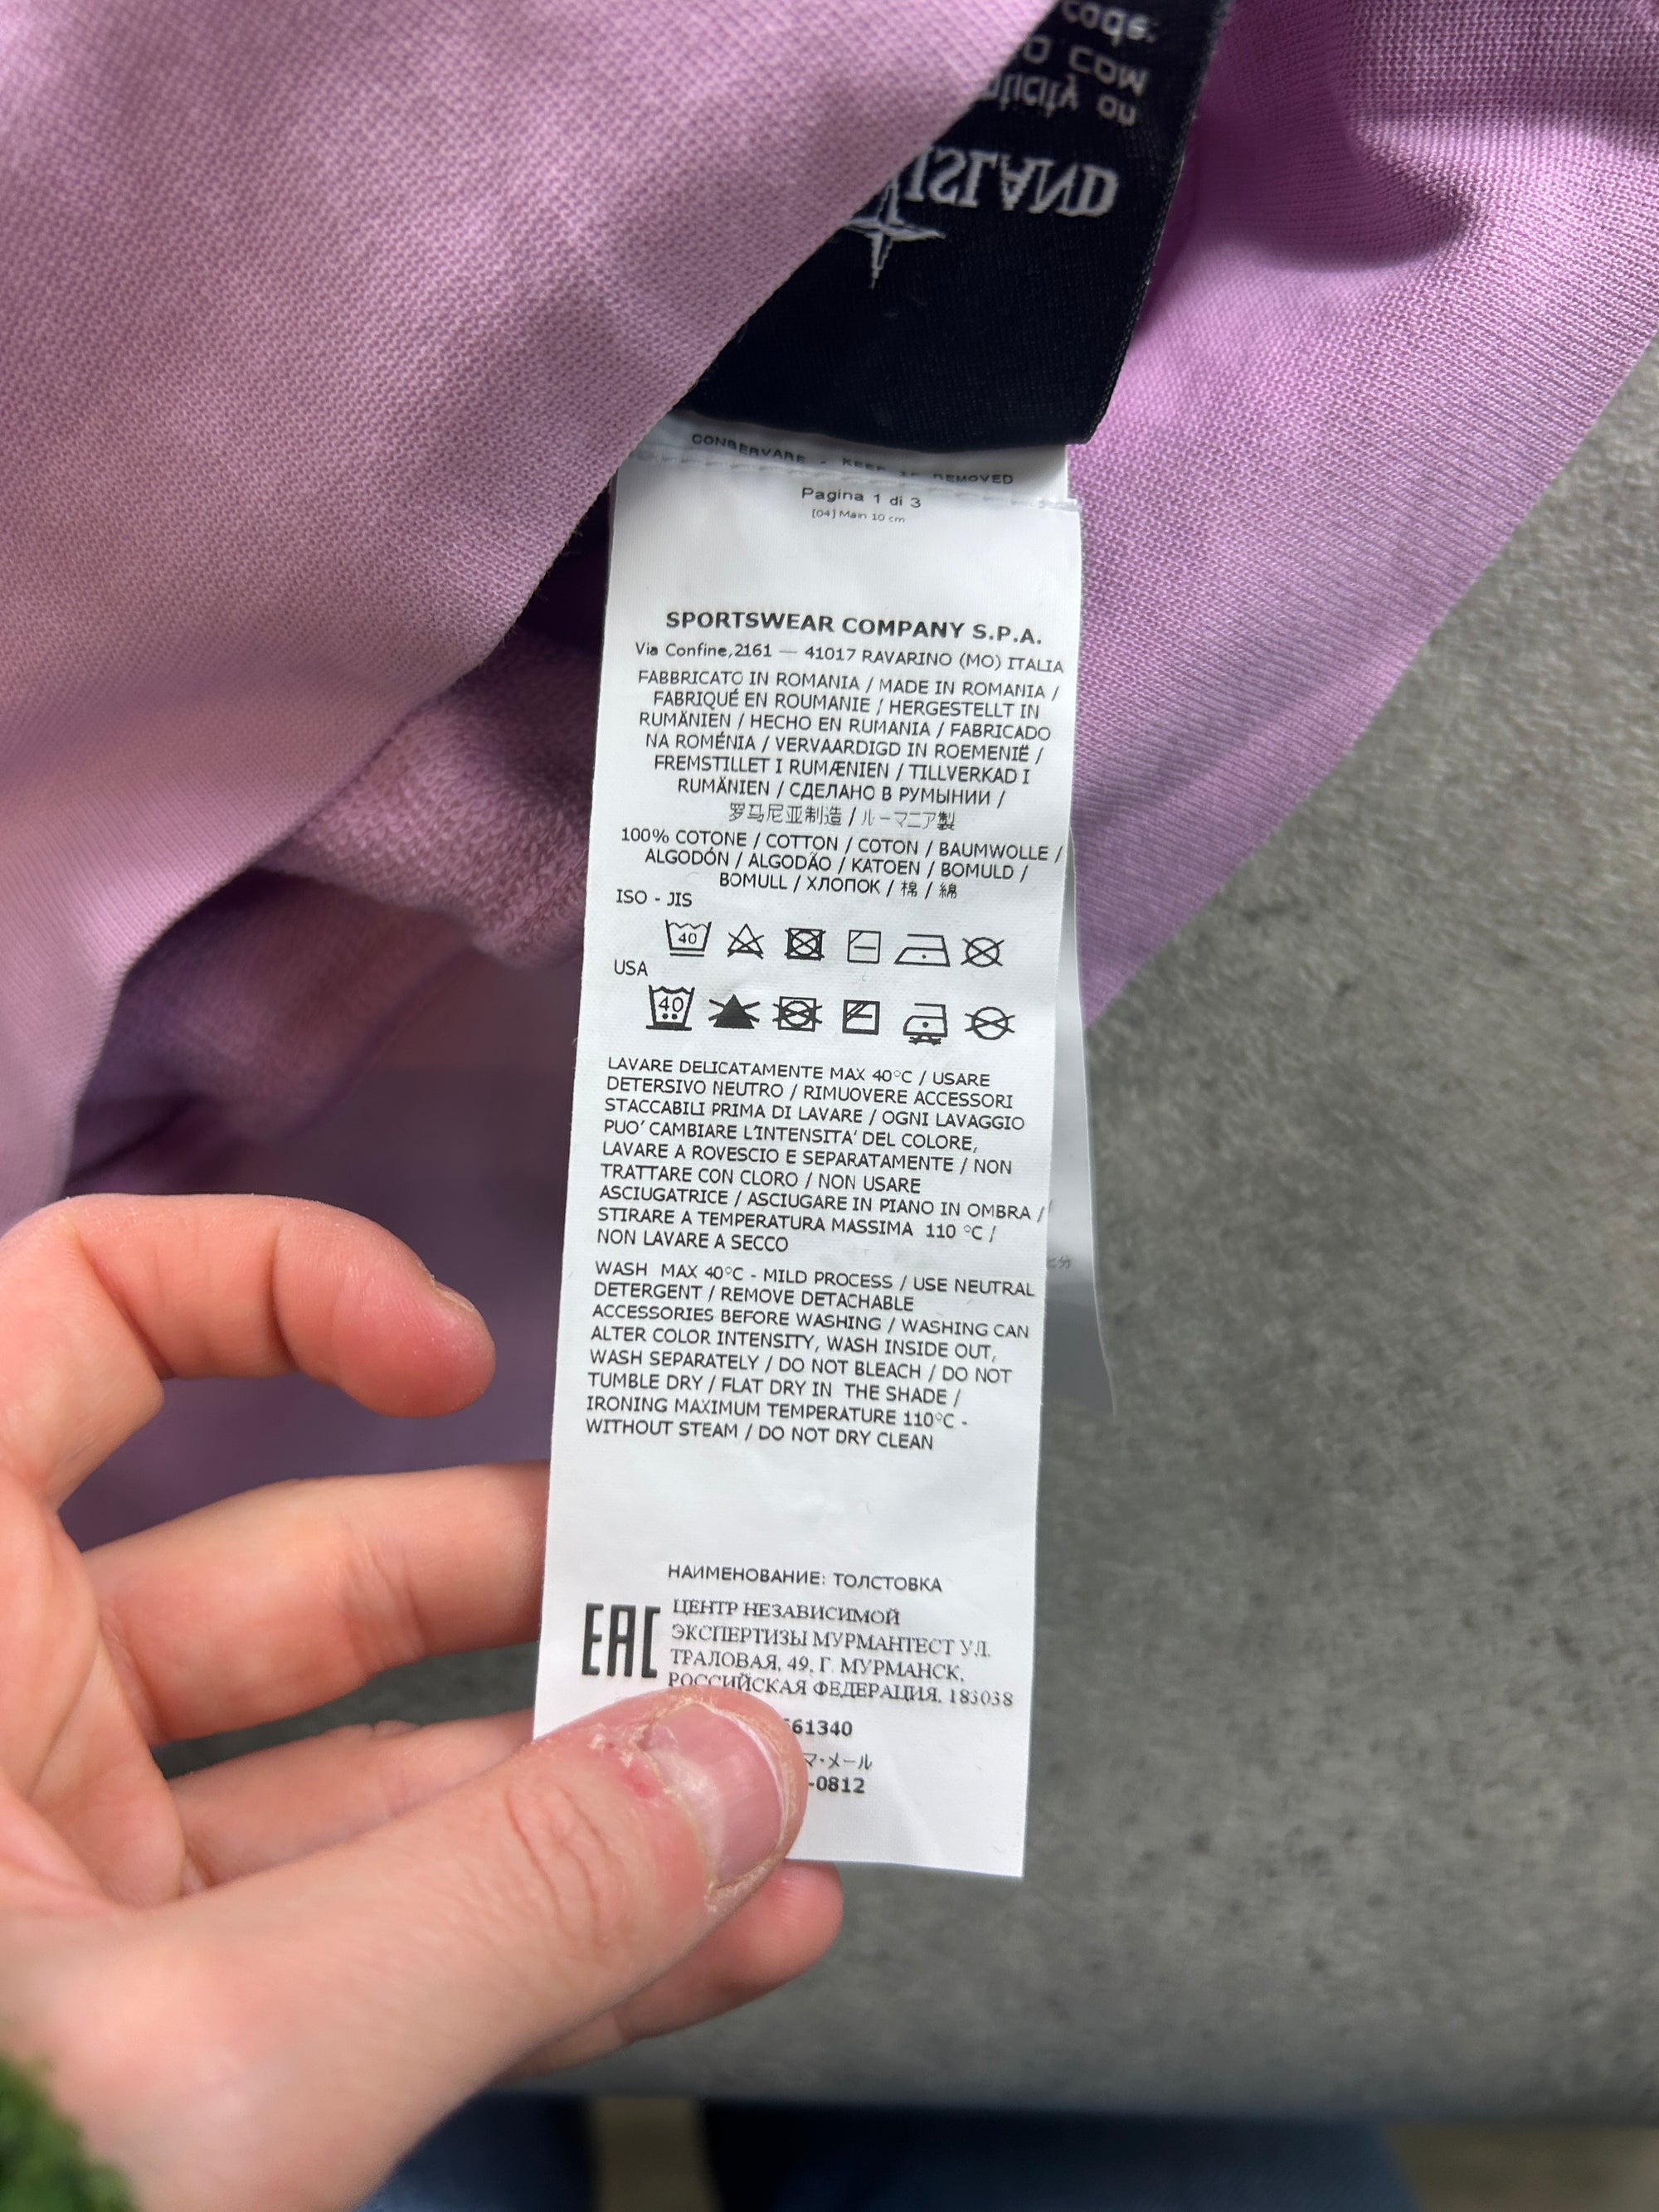 code.
COM
on
ISLAND
CONSERVARE - KEEP IF REMOVED
Pagina 1 di 3
[04] Main 10 cm
SPORTSWEAR COMPANY S.P.A.
Via Confine,2161 — 41017 RAVARINO (MO) ITALIA
FABBRICATO IN ROMANIA / MADE IN ROMANIA /
FABRIQUÉ EN ROUMANIE / HERGESTELLT IN
RUMÄNIEN / HECHO EN RUMANIA / FABRICADO
NA ROMÉNIA / VERVAARDIGD IN ROEMENIË /
FREMSTILLET I RUMÆNIEN / TILLVERKAD I
RUMÄNIEN / СДЕЛАНО В РУМЫНИИ /
罗马尼亚制造 / ルーマニア製
100% COTONE / COTTON / COTON / BAUMWOLLE /
ALGODÓN / ALGODÃO / KATOEN / BOMULD /
BOMULL / ХЛОПОК / 棉 / 綿
ISO - JIS
40
USA
40
LAVARE DELICATAMENTE MAX 40°C / USARE
DETERSIVO NEUTRO / RIMUOVERE ACCESSORI
STACCABILI PRIMA DI LAVARE / OGNI LAVAGGIO
PUO' CAMBIARE L'INTENSITA' DEL COLORE,
LAVARE A ROVESCIO E SEPARATAMENTE / NON
TRATTARE CON CLORO / NON USARE
ASCIUGATRICE / ASCIUGARE IN PIANO IN OMBRA /
STIRARE A TEMPERATURA MASSIMA 110 °C /
NON LAVARE A SECCO
WASH MAX 40°C - MILD PROCESS / USE NEUTRAL
DETERGENT / REMOVE DETACHABLE
ACCESSORIES BEFORE WASHING / WASHING CAN
ALTER COLOR INTENSITY, WASH INSIDE OUT,
WASH SEPARATELY / DO NOT BLEACH / DO NOT
TUMBLE DRY / FLAT DRY IN THE SHADE /
IRONING MAXIMUM TEMPERATURE 110°C -
WITHOUT STEAM / DO NOT DRY CLEAN
НАИМЕНОВАНИЕ: ТОЛСТОВКА
EAC
ЦЕНТР НЕЗАВИСИМОЙ
ЭКСПЕРТИЗЫ МУРМАНТЕСТ УЛ.
ТРАЛОВАЯ, 49, Г. МУРМАНСК,
РОССИЙСКАЯ ФЕДЕРАЦИЯ, 183038
61340
マ・メール
-0812